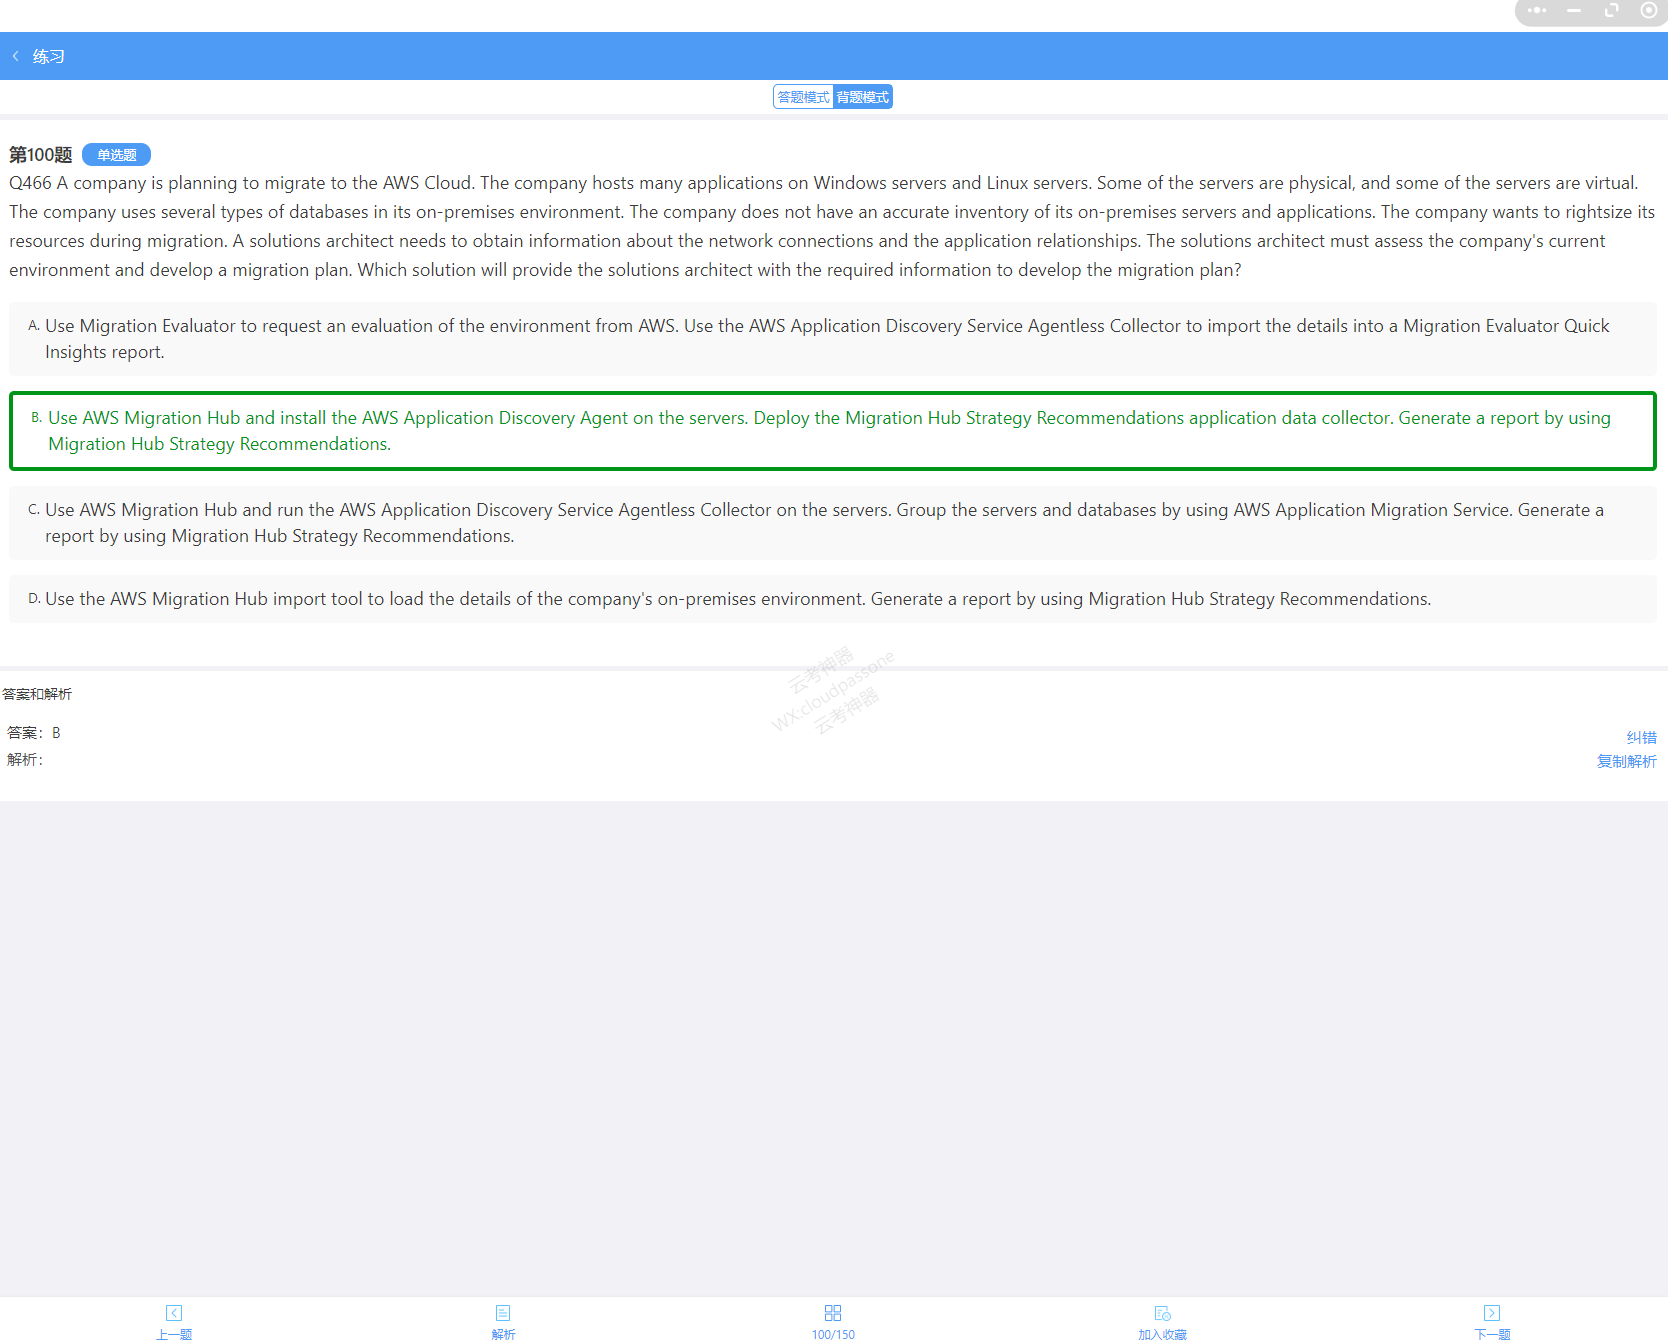 练习
答题模式 背题模式
第100题 单选题
Q466 A company is planning to migrate to the AWS Cloud. The company hosts many applications on Windows servers and Linux servers. Some of the servers are physical, and some of the servers are virtual.
The company uses several types of databases in its on-premises environment. The company does not have an accurate inventory of its on-premises servers and applications. The company wants to rightsize its
resources during migration. A solutions architect needs to obtain information about the network connections and the application relationships. The solutions architect must assess the company's current
environment and develop a migration plan. Which solution will provide the solutions architect with the required information to develop the migration plan?
A. Use Migration Evaluator to request an evaluation of the environment from AWS. Use the AWS Application Discovery Service Agentless Collector to import the details into a Migration Evaluator Quick
Insights report.
B. Use AWS Migration Hub and install the AWS Application Discovery Agent on the servers. Deploy the Migration Hub Strategy Recommendations application data collector. Generate a report by using
Migration Hub Strategy Recommendations.
C. Use AWS Migration Hub and run the AWS Application Discovery Service Agentless Collector on the servers. Group the servers and databases by using AWS Application Migration Service. Generate a
report by using Migration Hub Strategy Recommendations.
D. Use the AWS Migration Hub import tool to load the details of the company's on-premises environment. Generate a report by using Migration Hub Strategy Recommendations.
云考神器
WX:cloudpassone
云考神器
答案和解析
答案：B
解析：
纠错
复制解析
上一题 解析 100/150 加入收藏 下一题